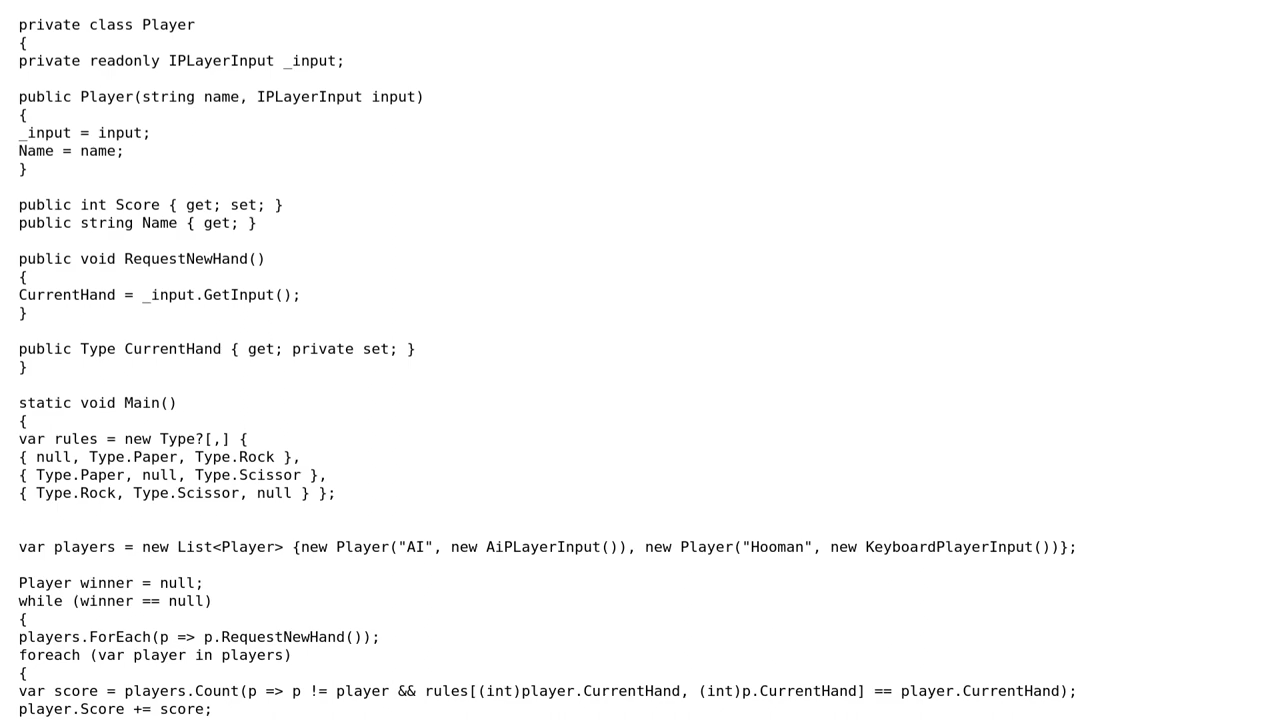 private class Player
{
private readonly IPLayerInput _input;
public Player(string name, IPLayerInput input)
{
_input = input;
Name = name;
}
public int Score { get; set; }
public string Name { get; }
public void RequestNewHand()
{
CurrentHand = _input.GetInput();
}
public Type CurrentHand { get; private set; }
}
static void Main()
{
var rules = new Type?[,] {
{ null, Type.Paper, Type.Rock },
{ Type.Paper, null, Type.Scissor },
{ Type.Rock, Type.Scissor, null } };
var players = new List<Player> {new Player("AI", new AiPLayerInput()), new Player("Hooman", new KeyboardPlayerInput())};
Player winner = null;
while (winner == null)
{
players.ForEach(p => p.RequestNewHand());
foreach (var player in players)
{
var score = players.Count(p => p != player && rules[(int)player.CurrentHand, (int)p.CurrentHand] == player.CurrentHand);
player.Score += score;